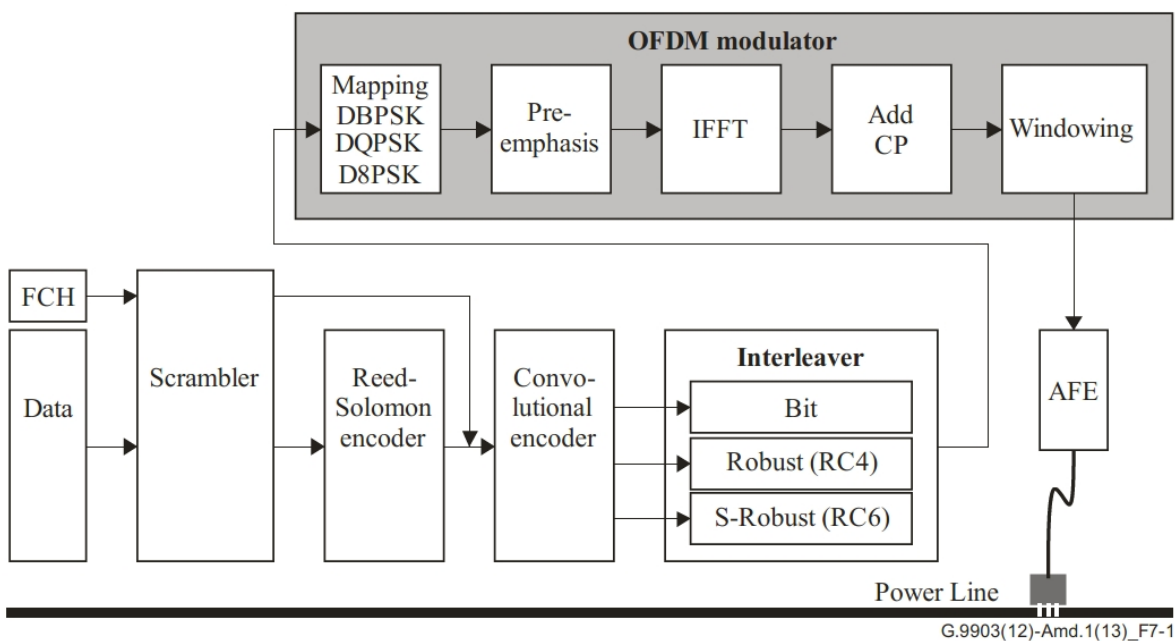 OFDM modulator
Mapping
DBPSK
DQPSK
D8PSK
Pre-
emphasis
IFFT
Add
CP
Windowing
FCH
Data
Scrambler
Reed-
Solomon
encoder
Convo-
lutional
encoder
Interleaver
Bit
Robust (RC4)
S-Robust (RC6)
AFE
Power Line
G.9903(12)-Amd.1(13)_F7-1